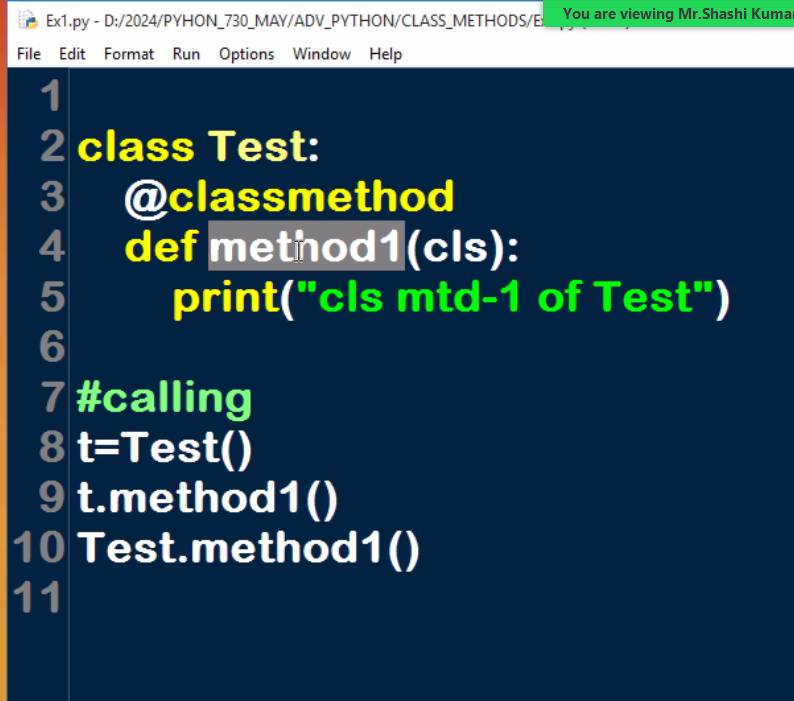 Ex1.py - D:/2024/PYHON_730_MAY/ADV_PYTHON/CLASS_METHODS/
You are viewing Mr.Shashi Kumar
File Edit Format Run Options Window Help
1
2 class Test:
3 @classmethod
4 def method1(cls):
5 print("cls mtd-1 of Test")
6
7 #calling
8 t=Test()
9 t.method1()
10 Test.method1()
11